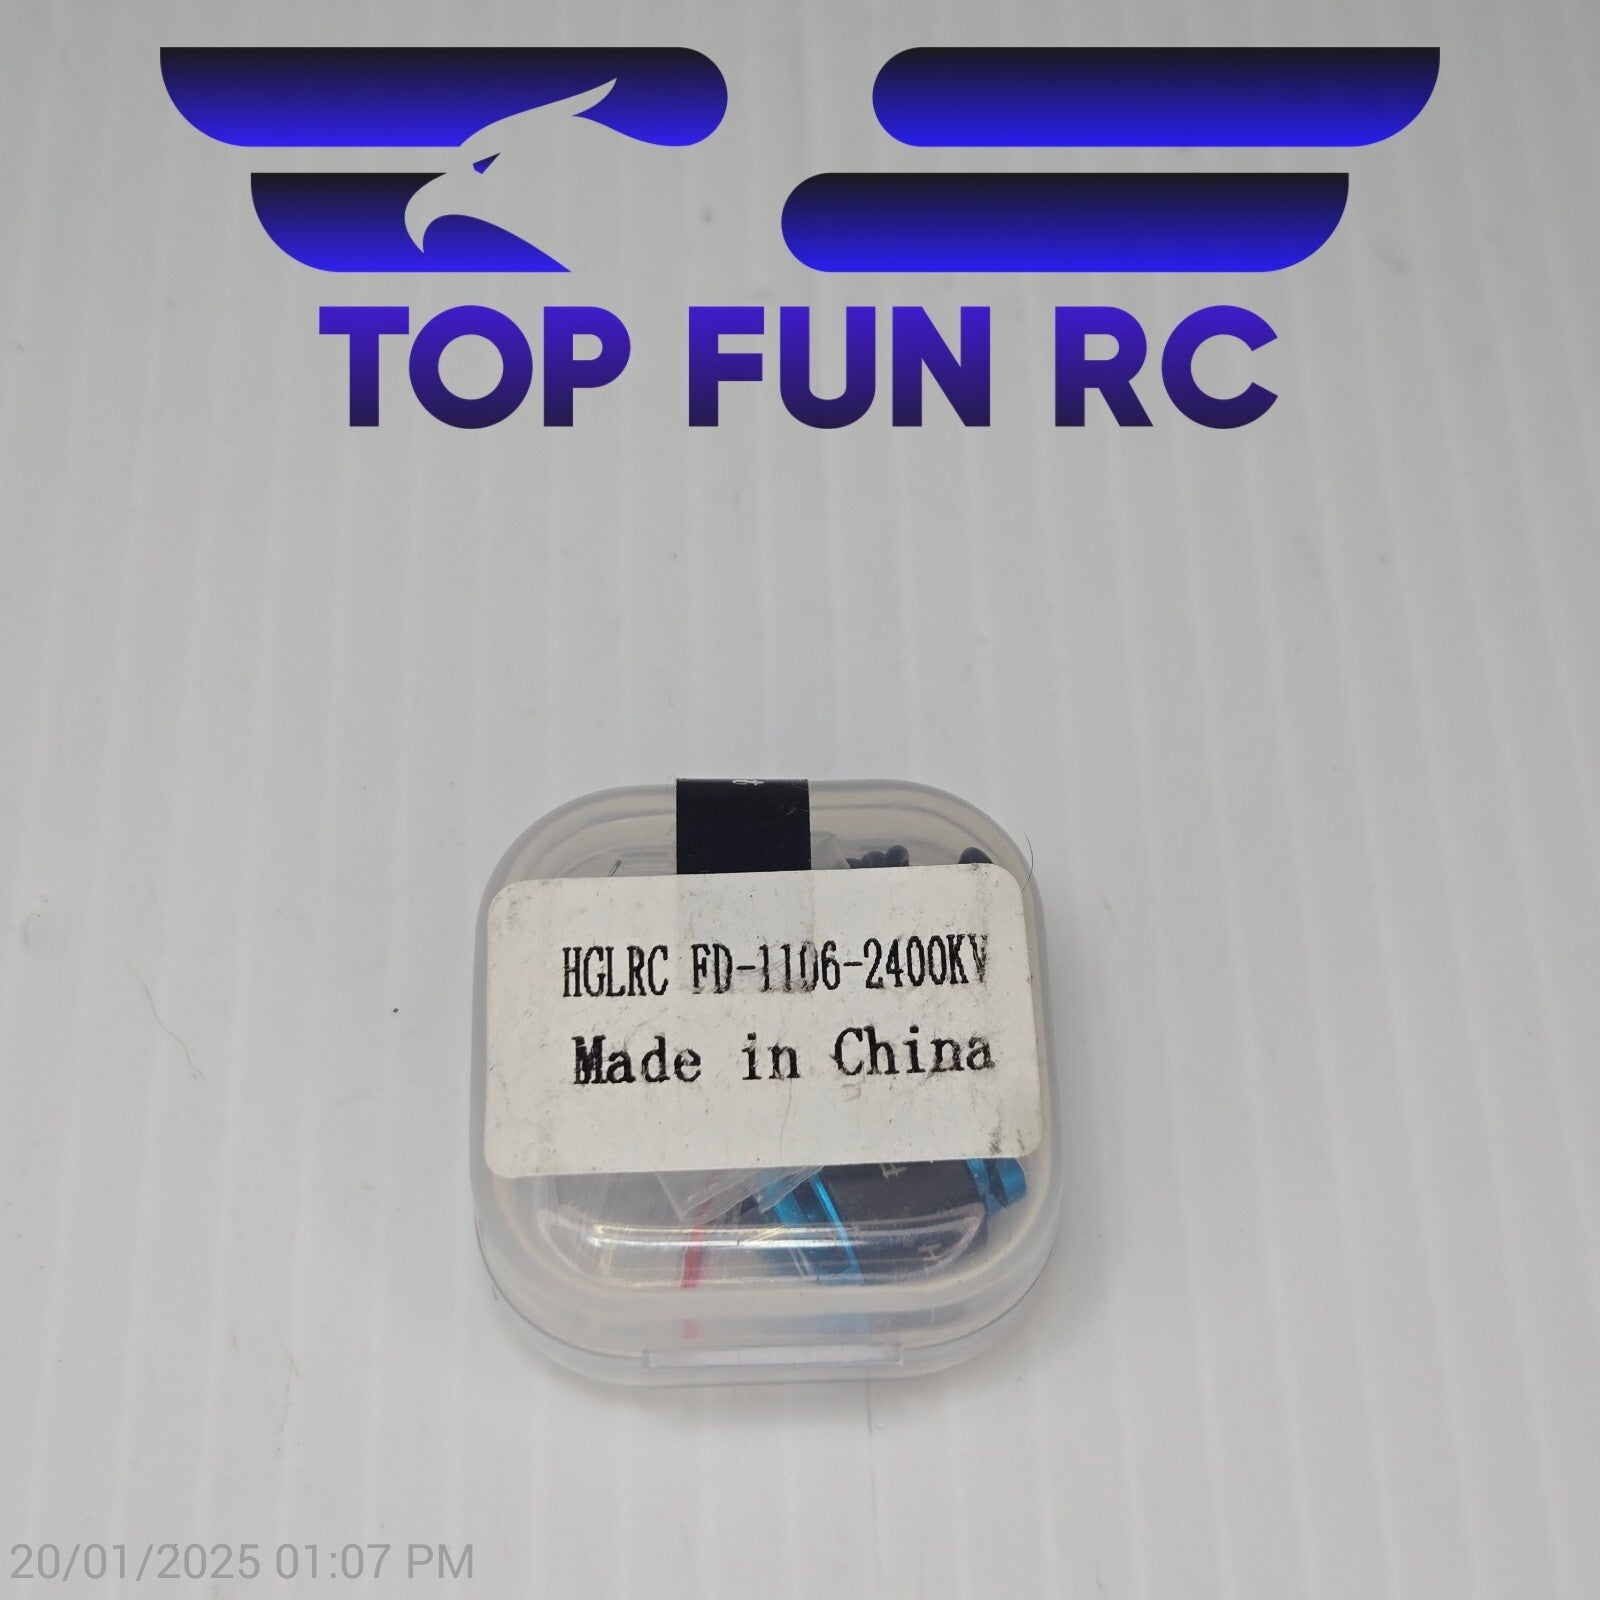 TOP FUN RC
HGLRC FD-1106-2400KV
Made in China
20/01/2025 01:07 PM